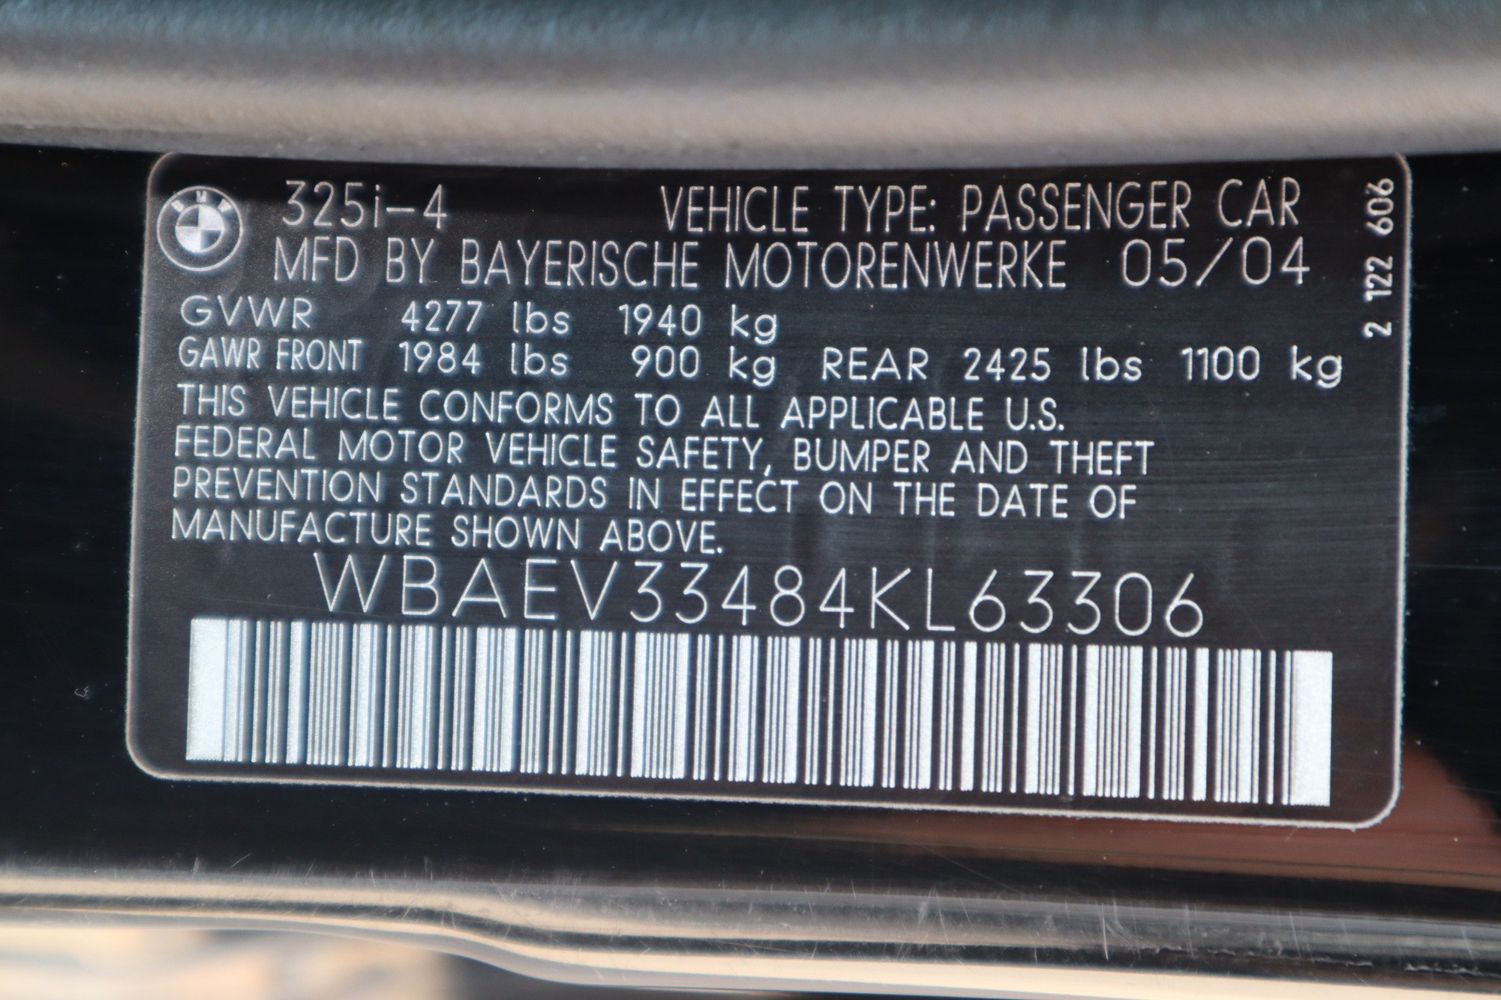 BMW
325i-4 VEHICLE TYPE: PASSENGER CAR
MFD BY BAYERISCHE MOTORENWERKE 05/04
GVWR 4277 lbs 1940 kg
GAWR FRONT 1984 lbs 900 kg REAR 2425 lbs 1100 kg
THIS VEHICLE CONFORMS TO ALL APPLICABLE U.S.
FEDERAL MOTOR VEHICLE SAFETY, BUMPER AND THEFT
PREVENTION STANDARDS IN EFFECT ON THE DATE OF
MANUFACTURE SHOWN ABOVE.
WBAEV33484KL63306
2 122 606